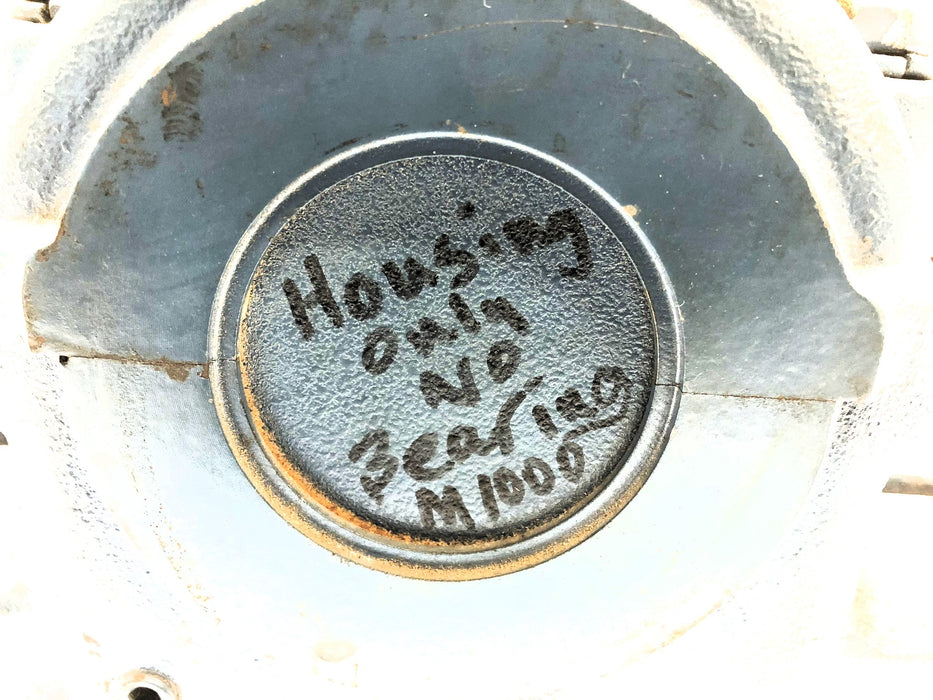 Housing
only
No
Bearing
M1000